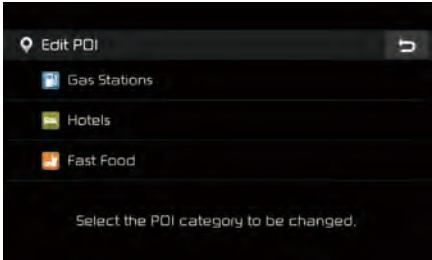 Edit POI
Gas Stations
Hotels
Fast Food
Select the POI category to be changed.